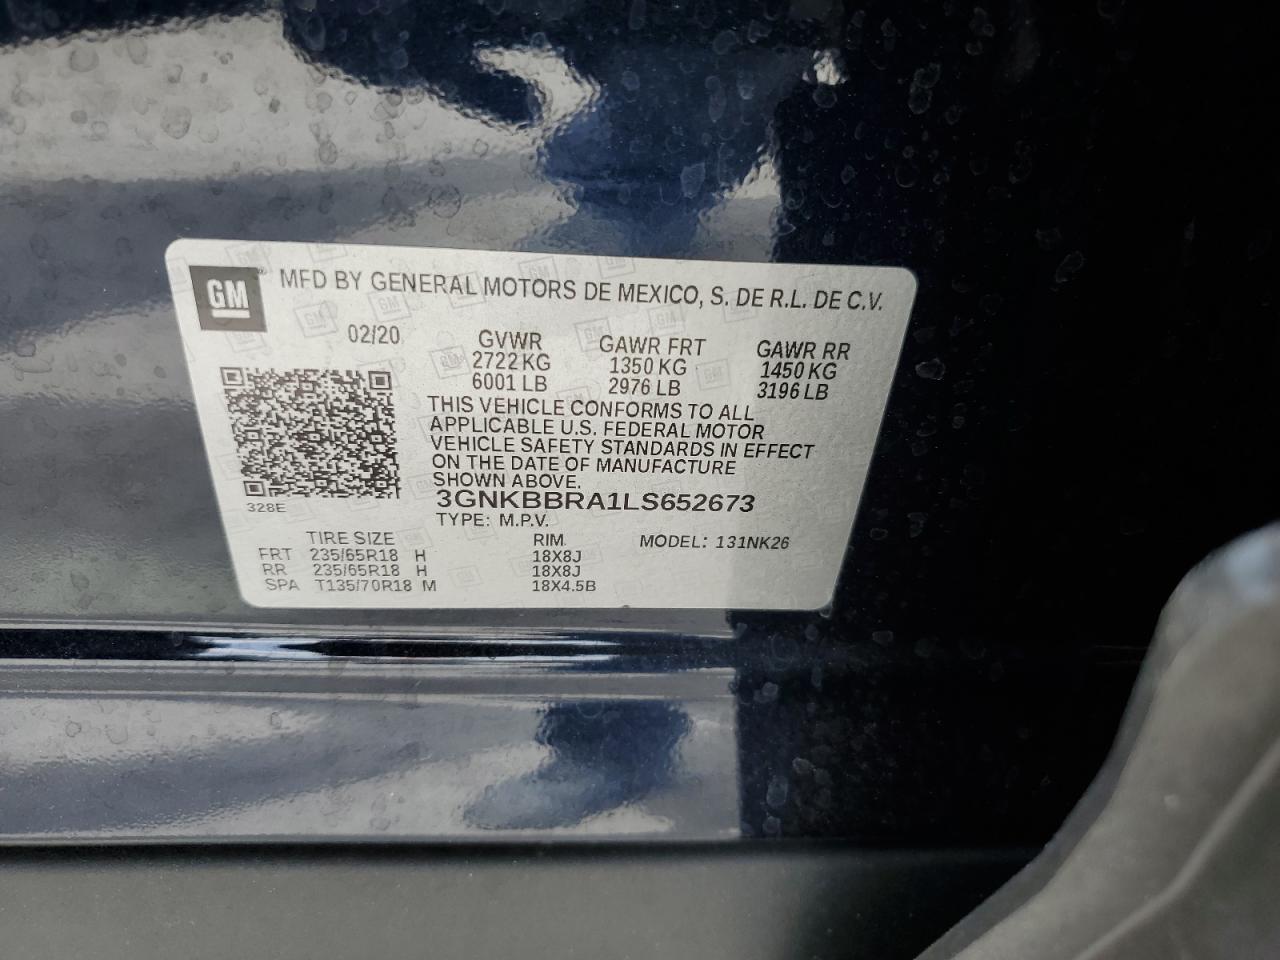 GM
MFD BY GENERAL MOTORS DE MEXICO, S. DE R.L. DE C.V.
02/20 GVWR GAWR FRT GAWR RR
2722 KG 1350 KG 1450 KG
6001 LB 2976 LB 3196 LB
THIS VEHICLE CONFORMS TO ALL
APPLICABLE U.S. FEDERAL MOTOR
VEHICLE SAFETY STANDARDS IN EFFECT
ON THE DATE OF MANUFACTURE
SHOWN ABOVE.
3GNKBBRA1LS652673
328E
TYPE: M.P.V.
TIRE SIZE RIM MODEL: 131NK26
FRT 235/65R18 H 18X8J
RR 235/65R18 H 18X8J
SPA T135/70R18 M 18X4.5B